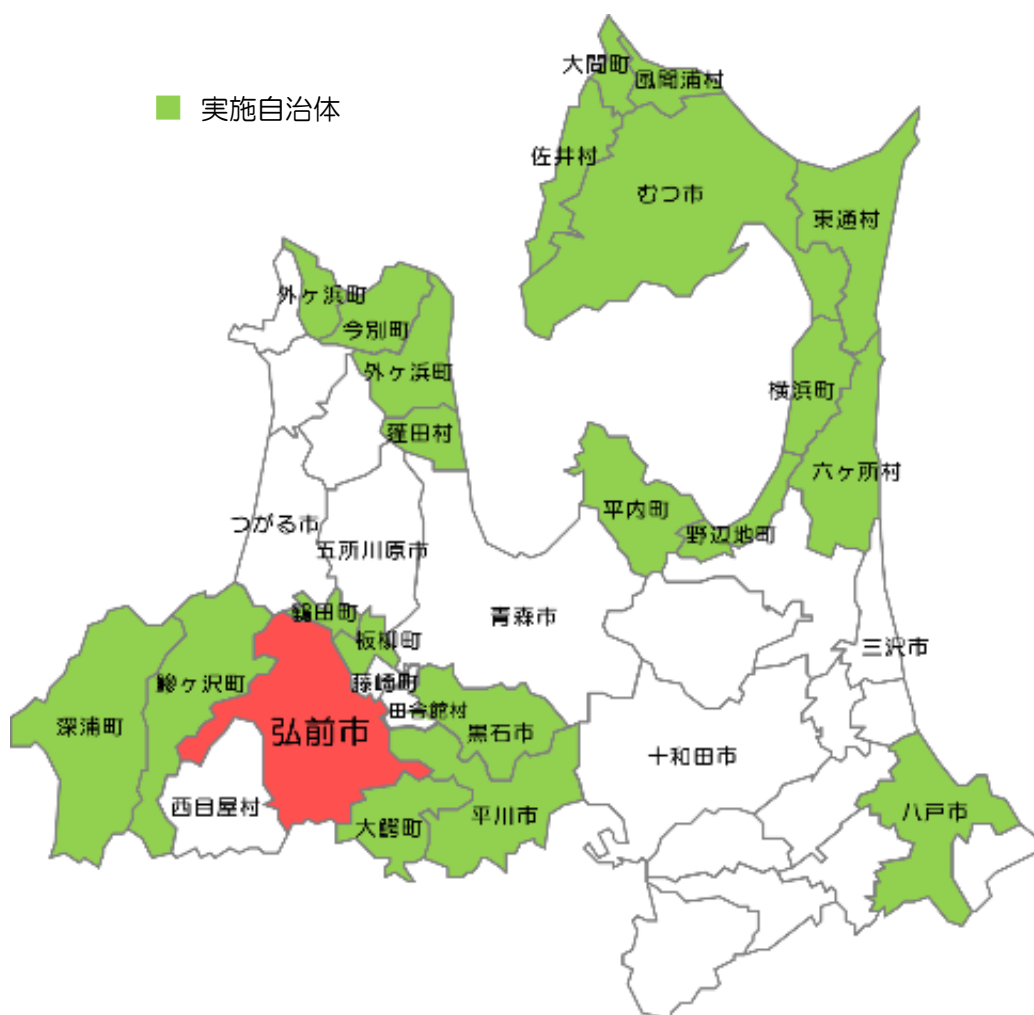 大間町
風間浦村
実施自治体
佐井村
むつ市
東通村
外ヶ浜町
今別町
外ヶ浜町
横浜町
蓬田村
六ヶ所村
平内町
つがる市
野辺地町
五所川原市
鶴田町
青森市
板柳町
三沢市
藤崎町
鰺ヶ沢町
田舎館村
深浦町
弘前市
黒石市
十和田市
西目屋村
平川市
八戸市
大鰐町